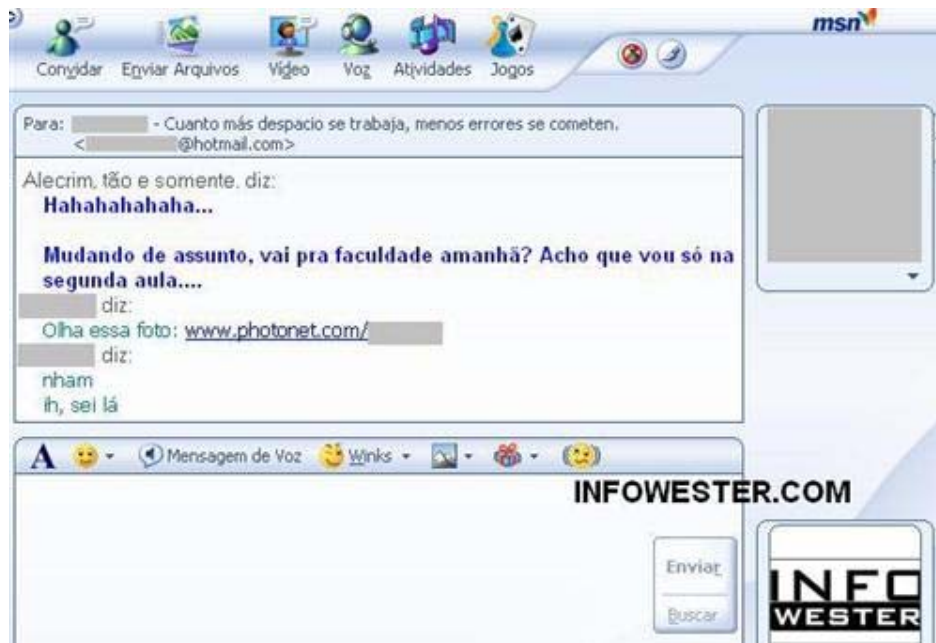 msn
Convidar Enviar Arquivos Vídeo Voz Atividades Jogos
Para: - Cuanto más despacio se trabaja, menos errores se cometen.
< @hotmail.com>
Alecrim, tão e somente. diz:
Hahahahahaha...
Mudando de assunto, vai pra faculdade amanhã? Acho que vou só na
segunda aula....
diz:
Olha essa foto: www.photonet.com/
diz:
nham
ih, sei lá
A Mensagem de Voz Winks
INFOWESTER.COM
Enviar
Buscar
INFO
WESTER